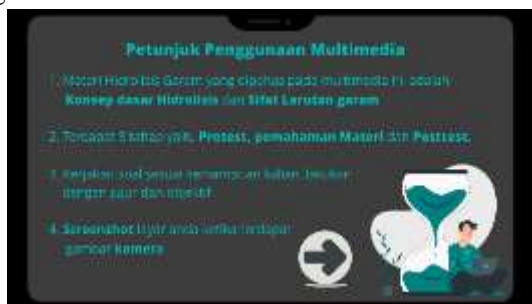 Petunjuk Penggunaan Multimedia
1. Materi Hidrolisis Garam yang dibahas pada multimedia ini adalah
Konsep dasar Hidrolisis dan Sifat Larutan garam
2. Terdapat 3 tahap yaitu Pretest, pemahaman Materi dan Posttest.
3. Kerjakan soal sesuai kemampuan kalian, lakukan
dengan jujur dan objektif.
4. Screenshot layar anda ketika terdapat
gambar kamera